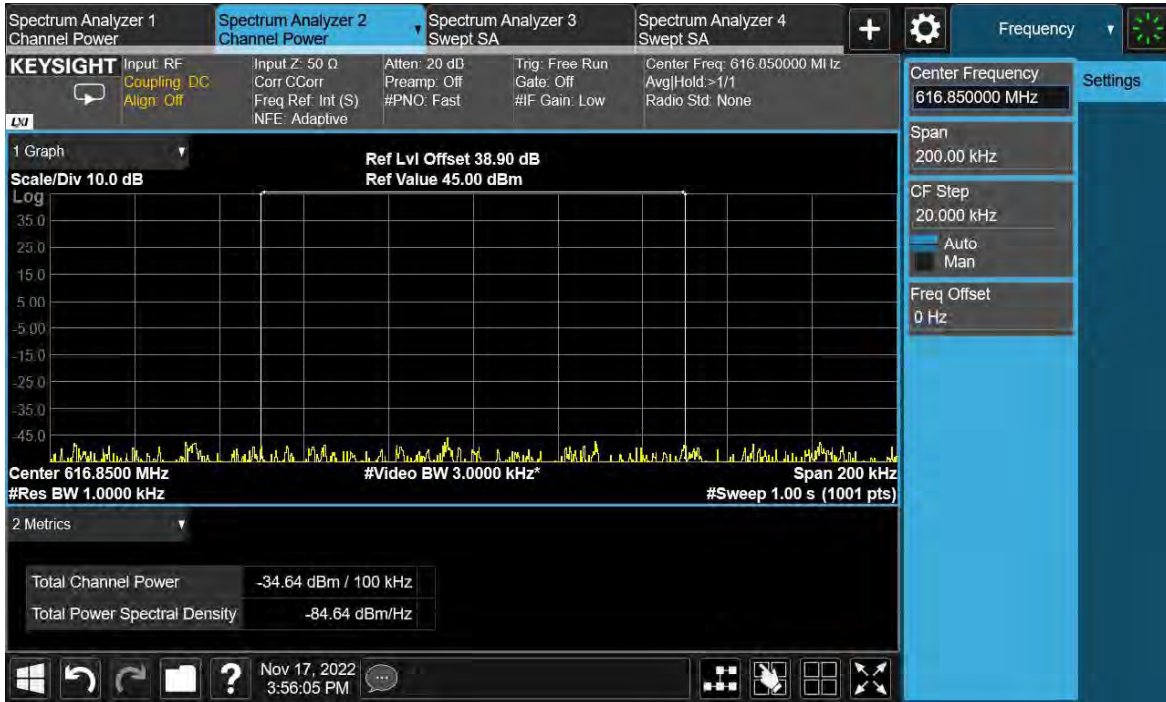 Spectrum Analyzer 1
Channel Power
Spectrum Analyzer 2
Channel Power
Spectrum Analyzer 3
Swept SA
Spectrum Analyzer 4
Swept SA
+
Frequency
KEYSIGHT
LXI
Input: RF
Coupling: DC
Align: Off
Input Z: 50 Ω
Corr CCorr
Freq Ref: Int (S)
NFE: Adaptive
Atten: 20 dB
Preamp: Off
#PNO: Fast
Trig: Free Run
Gate: Off
#IF Gain: Low
Center Freq: 616.850000 MHz
Avg|Hold:>1/1
Radio Std: None
Center Frequency
616.850000 MHz
Settings
Span
200.00 kHz
CF Step
20.000 kHz
Auto
Man
Freq Offset
0 Hz
1 Graph
Scale/Div 10.0 dB
Ref Lvl Offset 38.90 dB
Ref Value 45.00 dBm
Log
35.0
25.0
15.0
5.00
-5.00
-15.0
-25.0
-35.0
-45.0
Center 616.8500 MHz
#Video BW 3.0000 kHz*
Span 200 kHz
#Res BW 1.0000 kHz
#Sweep 1.00 s (1001 pts)
2 Metrics
Total Channel Power -34.64 dBm / 100 kHz
Total Power Spectral Density -84.64 dBm/Hz
?
Nov 17, 2022
3:56:05 PM